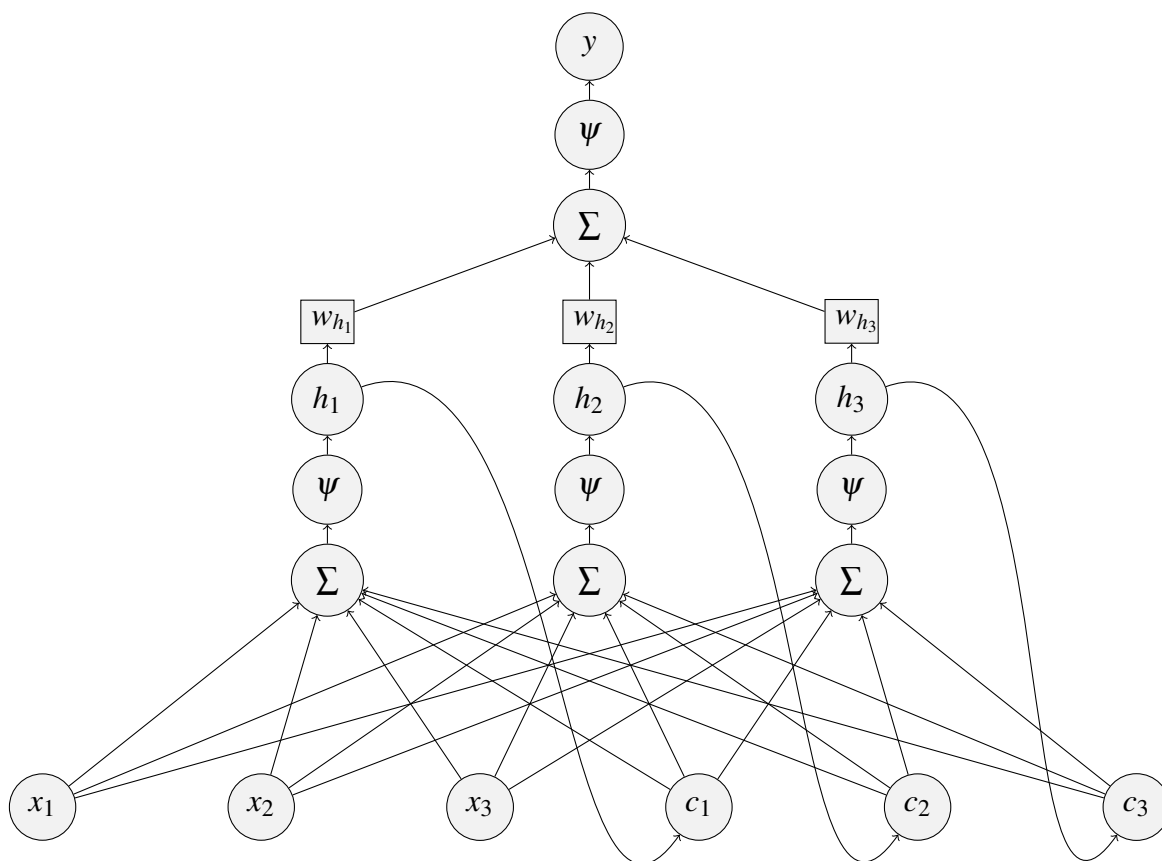 y
ψ
Σ
w_{h_1} w_{h_2} w_{h_3}
h_1 h_2 h_3
ψ ψ ψ
Σ Σ Σ
x_1 x_2 x_3 c_1 c_2 c_3